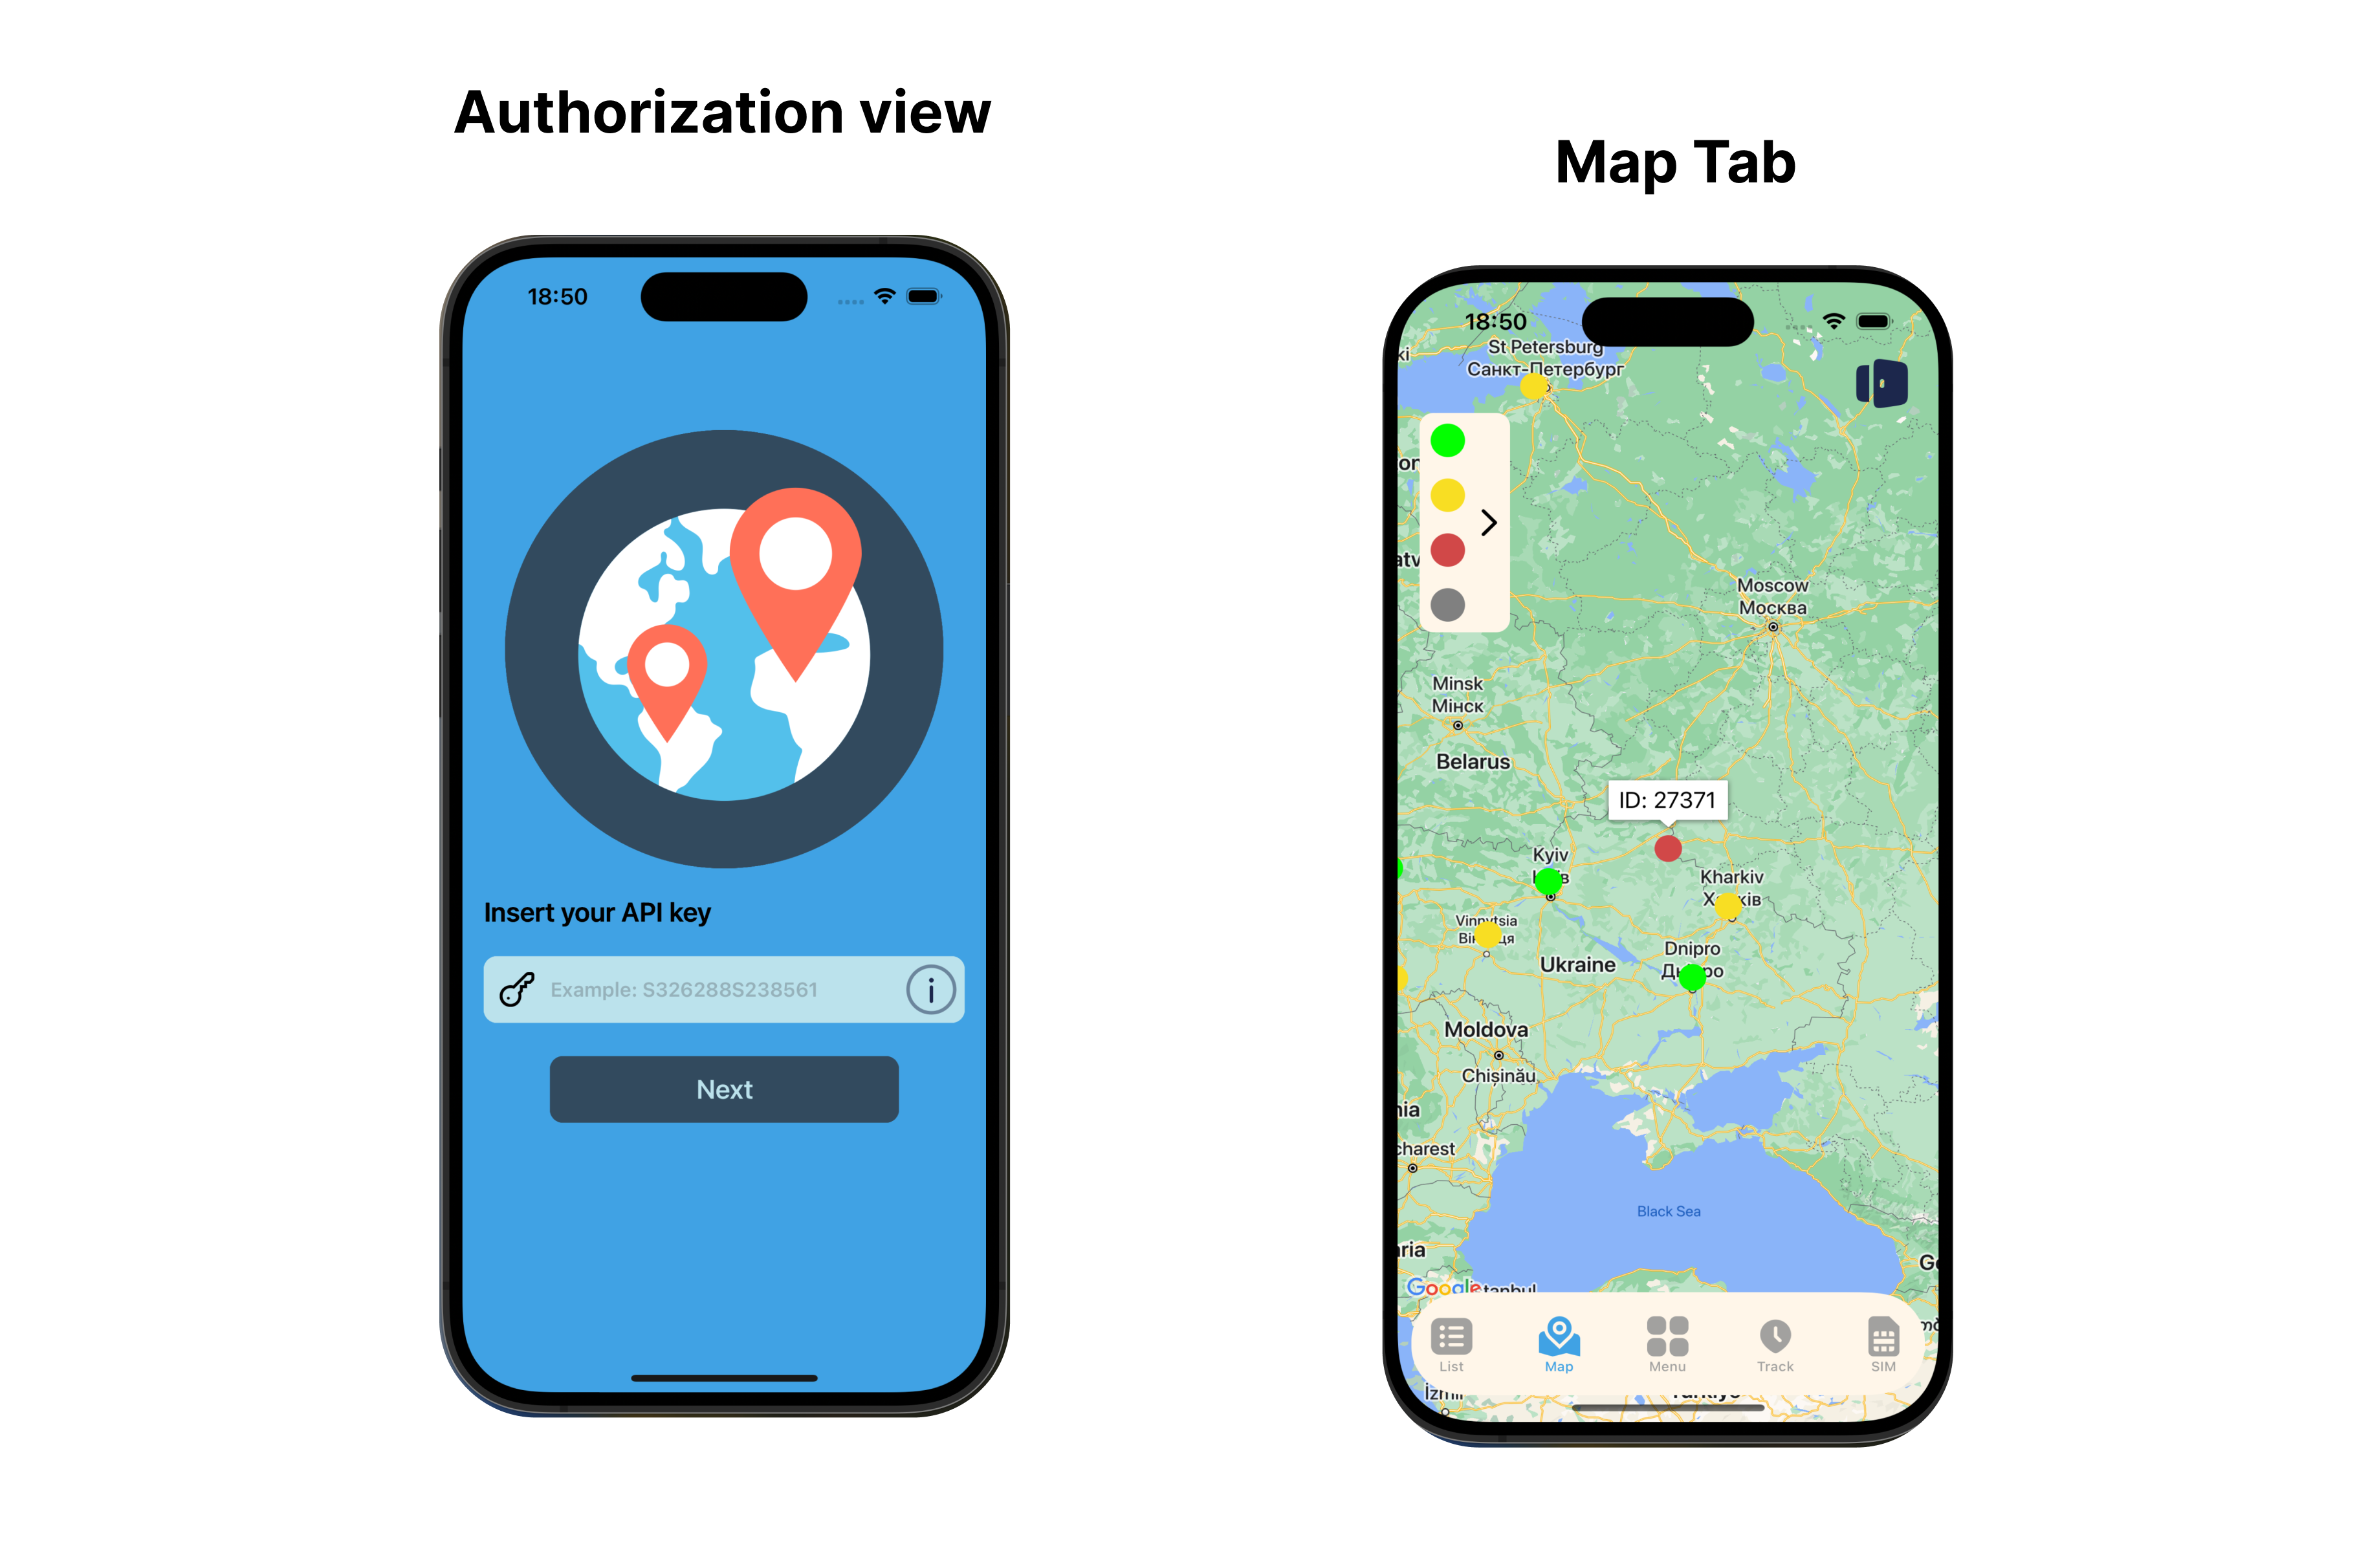 Authorization view
18:50
Insert your API key
Example: S326288S238561
Next
Map Tab
18:50
St Petersburg
Санкт-Петербург
Moscow
Москва
Minsk
Мінск
Belarus
ID: 27371
Kyiv
Kharkiv
Vinnytsia
Dnipro
Ukraine
Moldova
Chișinău
Black Sea
Google
List
Map
Menu
Track
SIM